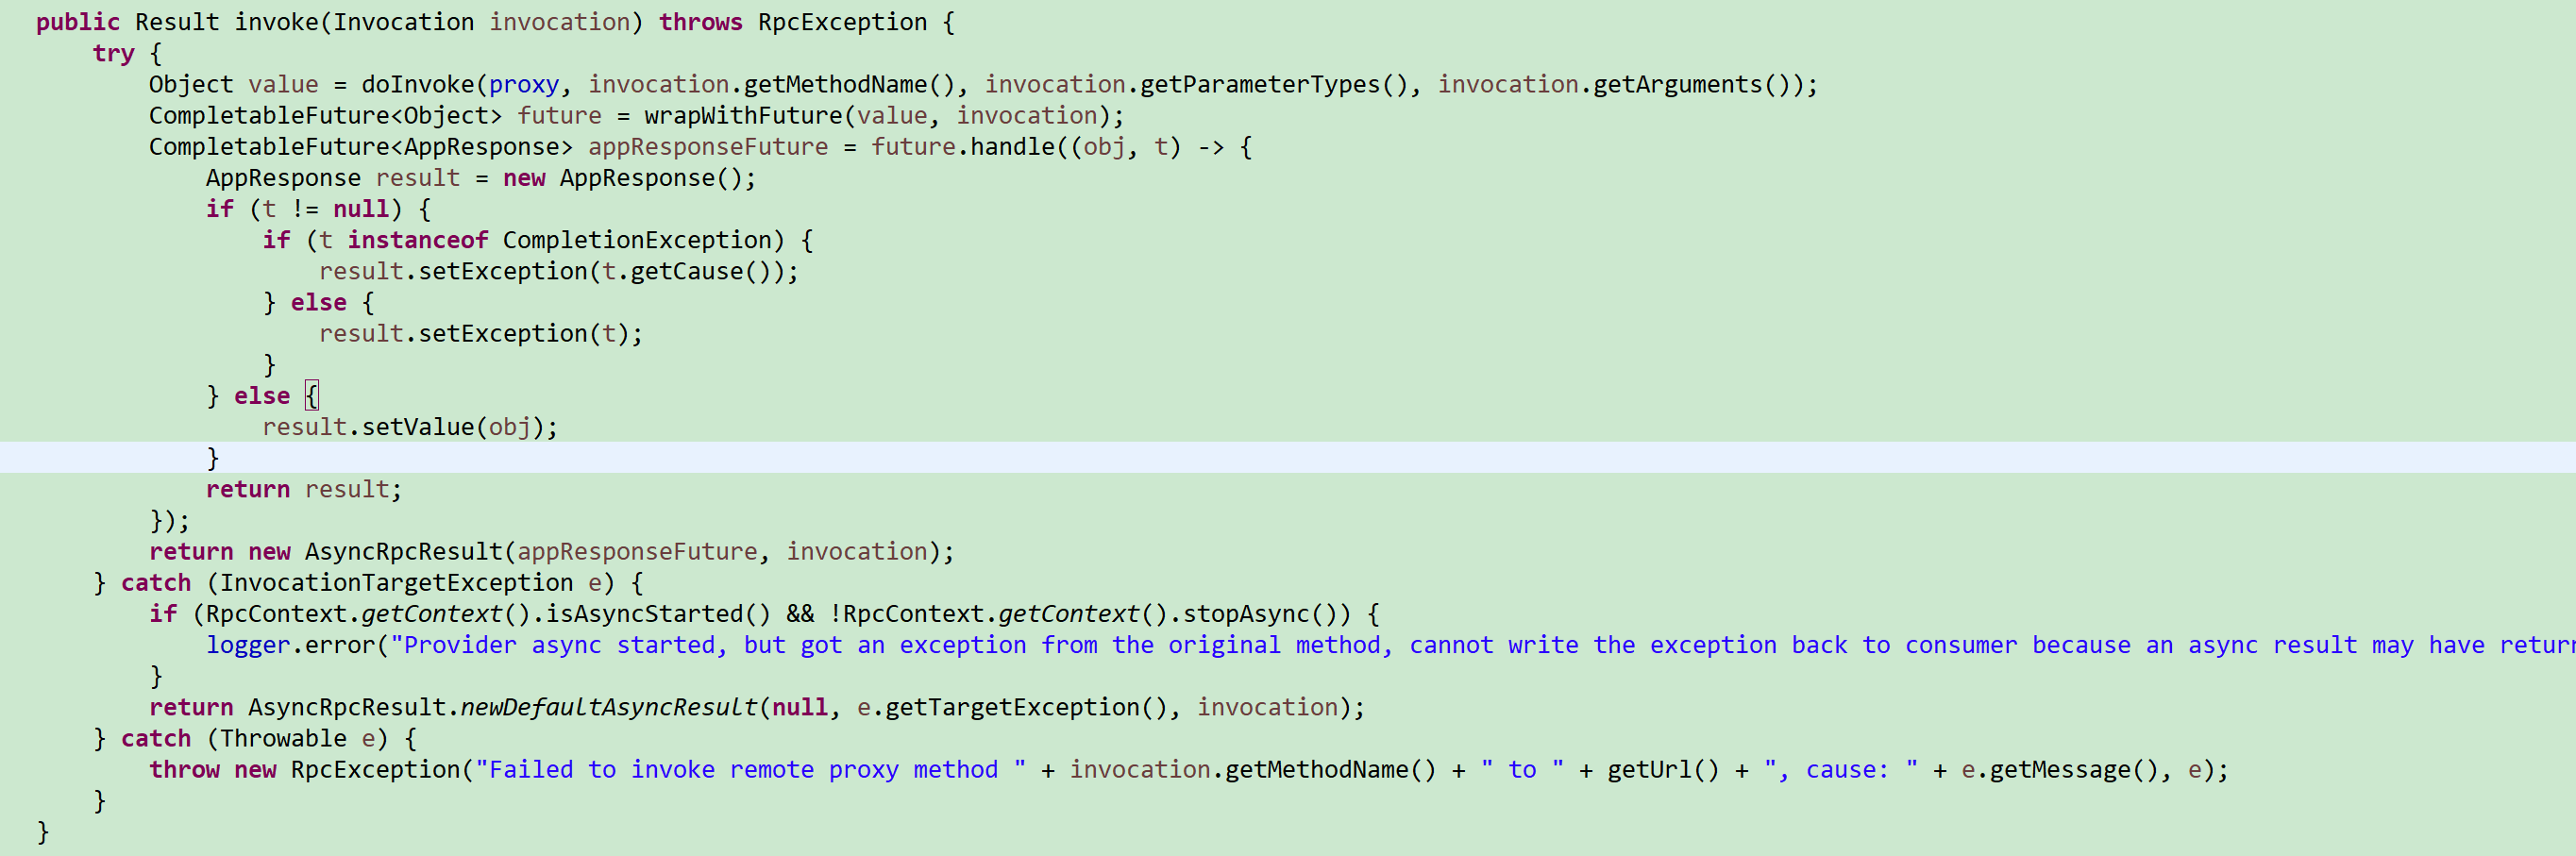 public Result invoke(Invocation invocation) throws RpcException {
    try {
        Object value = doInvoke(proxy, invocation.getMethodName(), invocation.getParameterTypes(), invocation.getArguments());
        CompletableFuture<Object> future = wrapWithFuture(value, invocation);
        CompletableFuture<AppResponse> appResponseFuture = future.handle((obj, t) -> {
            AppResponse result = new AppResponse();
            if (t != null) {
                if (t instanceof CompletionException) {
                    result.setException(t.getCause());
                } else {
                    result.setException(t);
                }
            } else {
                result.setValue(obj);
            }
            return result;
        });
        return new AsyncRpcResult(appResponseFuture, invocation);
    } catch (InvocationTargetException e) {
        if (RpcContext.getContext().isAsyncStarted() && !RpcContext.getContext().stopAsync()) {
            logger.error("Provider async started, but got an exception from the original method, cannot write the exception back to consumer because an async result may have
        }
        return AsyncRpcResult.newDefaultAsyncResult(null, e.getTargetException(), invocation);
    } catch (Throwable e) {
        throw new RpcException("Failed to invoke remote proxy method " + invocation.getMethodName() + " to " + getUrl() + ", cause: " + e.getMessage(), e);
    }
}